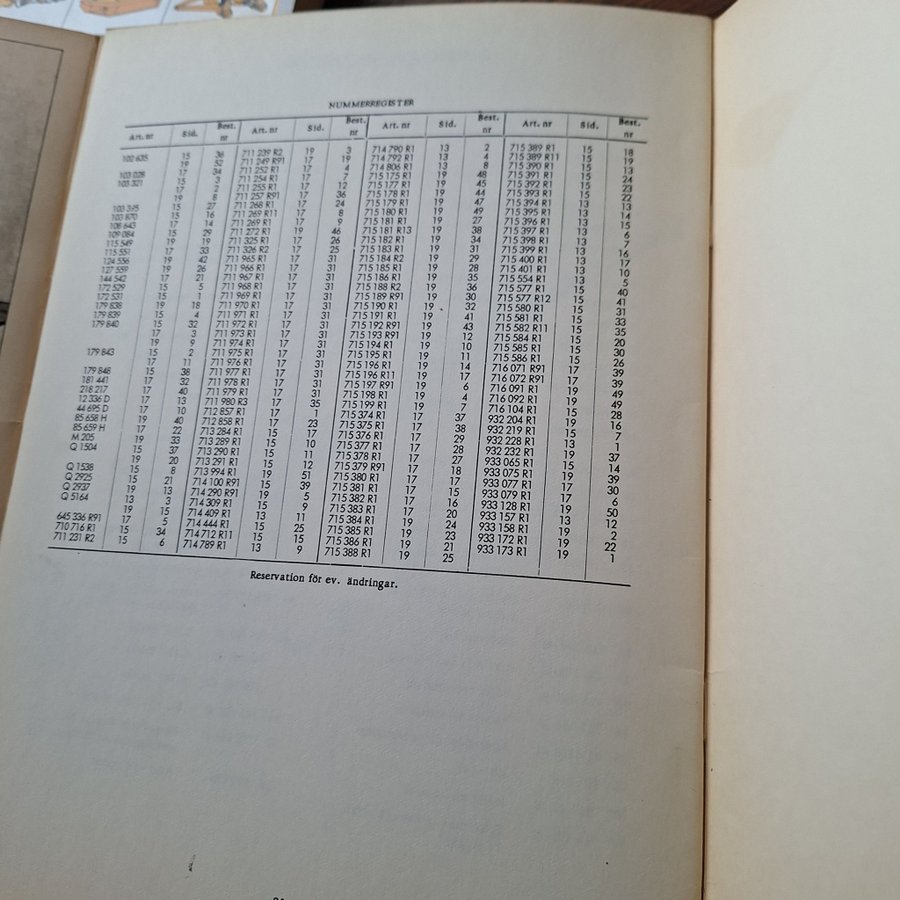 NUMMERREGISTER
Art. nr Sid. Best. nr Art. nr Sid. Best. nr Art. nr Sid. Best. nr Art. nr Sid. Best. nr
102 635 15 36
19 52
103 028 17 34
103 321 15 3
17 2
19 8
103 395 15 27
103 870 15 16
108 643 17 14
109 084 15 29
115 549 19 19
115 551 17 33
124 556 19 42
127 559 19 26
144 542 17 21
172 529 15 5
172 531 15 1
179 838 19 18
179 839 15 4
179 840 15 32
17 3
19 9
179 843 15 2
17 11
179 848 15 38
181 441 17 32
218 217 17 40
12 336 D 17 13
44 695 D 17 10
85 658 H 19 40
85 659 H 17 22
M 205 19 33
Q 1504 15 37
19 20
Q 1538 15 8
Q 2925 15 21
Q 2937 19 13
Q 5164 13 3
19 15
645 336 R91 17 5
710 716 R1 15 34
711 231 R2 15 6
711 239 R2 19 3
711 249 R91 17 19
711 252 R1 17 4
711 254 R1 17 7
711 255 R1 17 12
711 257 R91 17 36
711 268 R1 17 24
711 269 R11 17 8
711 269 R1 17 9
711 272 R1 19 46
711 325 R1 17 26
711 326 R2 17 25
711 965 R1 17 31
711 966 R1 17 31
711 967 R1 17 31
711 968 R1 17 31
711 969 R1 17 31
711 970 R1 17 31
711 971 R1 17 31
711 972 R1 17 31
711 973 R1 17 31
711 974 R1 17 31
711 975 R1 17 31
711 976 R1 17 31
711 977 R1 17 31
711 978 R1 17 31
711 979 R1 17 31
711 980 R3 17 35
712 857 R1 17 1
712 858 R1 17 23
713 284 R1 15 17
713 289 R1 15 10
713 290 R1 15 11
713 291 R1 15 12
713 994 R1 19 51
714 100 R91 15 39
714 290 R91 19 5
714 309 R1 15 9
714 409 R1 13 11
714 444 R1 15 25
714 712 R11 15 15
714 789 R1 13 9
714 790 R1 13 2
714 792 R1 13 4
714 806 R1 13 8
715 175 R1 19 48
715 177 R1 19 45
715 178 R1 19 44
715 179 R1 19 47
715 180 R1 19 49
715 181 R1 19 27
715 181 R13 19 38
715 182 R1 19 34
715 183 R1 19 31
715 184 R2 19 29
715 185 R1 19 28
715 186 R1 19 35
715 188 R2 19 36
715 189 R91 19 30
715 190 R1 19 32
715 191 R1 19 41
715 192 R91 19 43
715 193 R91 19 12
715 194 R1 19 10
715 195 R1 19 11
715 196 R1 19 14
715 196 R11 19
715 197 R91 19 6
715 198 R1 19 4
715 199 R1 19 7
715 374 R1 17 37
715 375 R1 17 38
715 376 R1 17 29
715 377 R1 17 27
715 378 R1 17 28
715 379 R91 17 18
715 380 R1 17
715 381 R1 17 15
715 382 R1 17 16
715 383 R1 17 20
715 384 R1 19 24
715 385 R1 19 23
715 386 R1 19 21
715 388 R1 19 25
715 389 R1 15 18
715 389 R11 15 19
715 390 R1 15 13
715 391 R1 15 24
715 392 R1 15 23
715 393 R1 15 22
715 394 R1 13 13
715 395 R1 13 14
715 396 R1 13 15
715 397 R1 13 6
715 398 R1 13 7
715 399 R1 13 16
715 400 R1 13 17
715 401 R1 13 10
715 554 R1 13 5
715 577 R1 15 40
715 577 R12 15 41
715 580 R1 15 31
715 581 R1 15 33
715 582 R11 15 35
715 584 R1 15 20
715 585 R1 15 30
715 586 R1 15 26
716 071 R91 17 39
716 072 R91 17 39
716 091 R1 19 49
716 092 R1 19 49
716 104 R1 15 28
932 204 R1 19 16
932 219 R1 15 7
932 228 R1 13 1
932 232 R1 19 37
933 065 R1 15 14
933 075 R1 19 39
933 077 R1 17 30
933 079 R1 17 6
933 128 R1 19 50
933 157 R1 13 12
933 158 R1 19 2
933 172 R1 19 22
933 173 R1 19 1
Reservation för ev. ändringar.